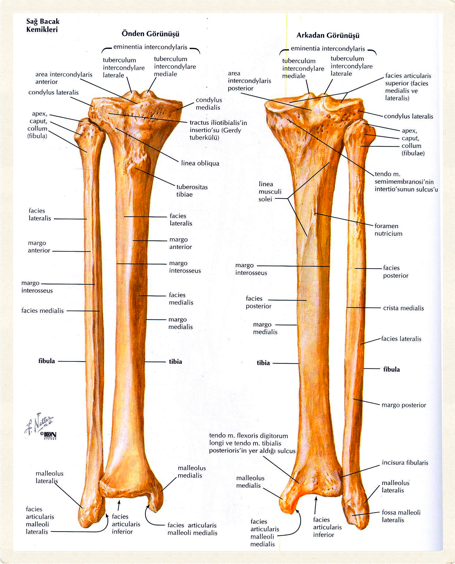 Sağ Bacak
Kemikleri
Önden Görünüşü
eminentia intercondylaris
tuberculum
intercondylare
laterale
tuberculum
intercondylare
mediale
area intercondylaris
anterior
condylus lateralis
apex,
caput,
collum
(fibula)
condylus
medialis
tractus iliotibialis'in
insertio'su (Gerdy
tuberkülü)
linea obliqua
tuberositas
tibiae
facies
lateralis
margo
anterior
margo
interosseus
facies medialis
fibula
facies
lateralis
margo
anterior
margo
interosseus
facies
medialis
margo
medialis
tibia
malleolus
lateralis
facies
articularis
malleoli
lateralis
facies
articularis
inferior
malleolus
medialis
facies articularis
malleoli medialis
F. Netter
Arkadan Görünüşü
eminentia intercondylaris
tuberculum
intercondylare
mediale
tuberculum
intercondylare
laterale
area
intercondylaris
posterior
facies articularis
superior (facies
medialis ve
lateralis)
condylus lateralis
apex,
caput,
collum
(fibulae)
tendo m.
semimembranosi'nin
intertio'sunun sulcus'u
linea
musculi
solei
foramen
nutricium
margo
interosseus
facies
posterior
margo
medialis
tibia
facies
posterior
crista medialis
facies lateralis
fibula
margo posterior
tendo m. flexoris digitorum
longi ve tendo m. tibialis
posterioris'in yer aldığı sulcus
malleolus
medialis
facies
articularis
malleoli
medialis
facies
articularis
inferior
incisura fibularis
malleolus
lateralis
fossa malleoli
lateralis